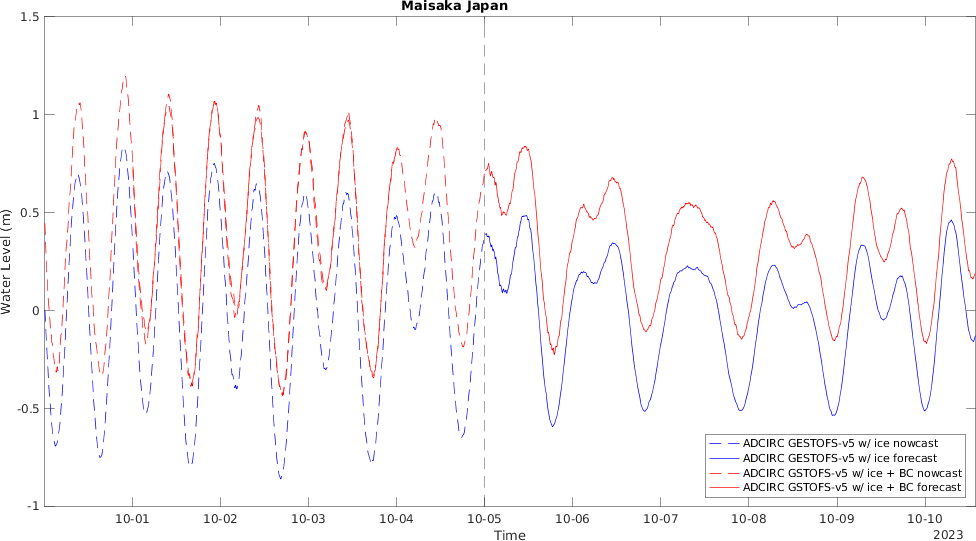 Maisaka Japan
1.5
1
0.5
0
-0.5
-1
Water Level (m)
10-01 10-02 10-03 10-04 10-05 10-06 10-07 10-08 10-09 10-10
Time
2023
ADCIRC GESTOFS-v5 w/ ice nowcast
ADCIRC GESTOFS-v5 w/ ice forecast
ADCIRC GSTOFS-v5 w/ ice + BC nowcast
ADCIRC GSTOFS-v5 w/ ice + BC forecast